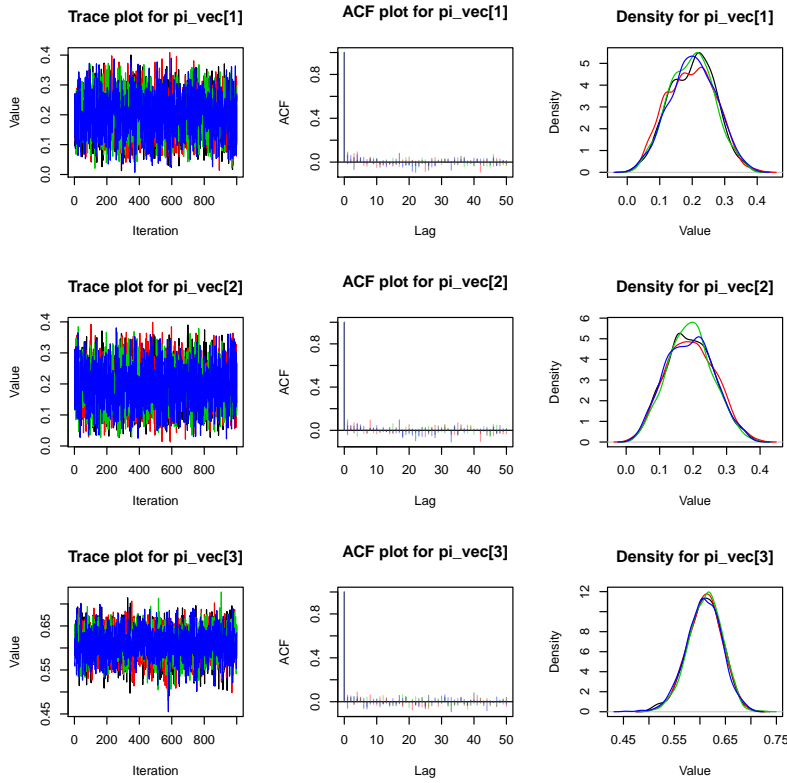 Trace plot for pi_vec[1]
Value
0.0 0.1 0.2 0.3 0.4
0 200 400 600 800
Iteration
ACF plot for pi_vec[1]
ACF
0.0 0.4 0.8
0 10 20 30 40 50
Lag
Density for pi_vec[1]
Density
0 1 2 3 4 5
0.0 0.1 0.2 0.3 0.4
Value
Trace plot for pi_vec[2]
Value
0.0 0.1 0.2 0.3 0.4
0 200 400 600 800
Iteration
ACF plot for pi_vec[2]
ACF
0.0 0.4 0.8
0 10 20 30 40 50
Lag
Density for pi_vec[2]
Density
0 1 2 3 4 5 6
0.0 0.1 0.2 0.3 0.4
Value
Trace plot for pi_vec[3]
Value
0.45 0.55 0.65
0 200 400 600 800
Iteration
ACF plot for pi_vec[3]
ACF
0.0 0.4 0.8
0 10 20 30 40 50
Lag
Density for pi_vec[3]
Density
0 2 4 6 8 12
0.45 0.55 0.65 0.75
Value